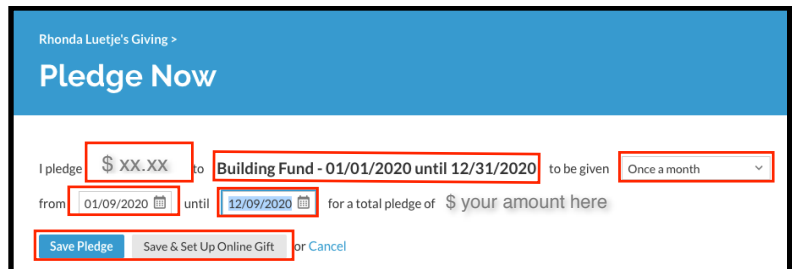 Rhonda Luetje's Giving >
Pledge Now
I pledge $ xx.xx to Building Fund - 01/01/2020 until 12/31/2020 to be given Once a month
from 01/09/2020 until 12/09/2020 for a total pledge of $ your amount here
Save Pledge Save & Set Up Online Gift or Cancel